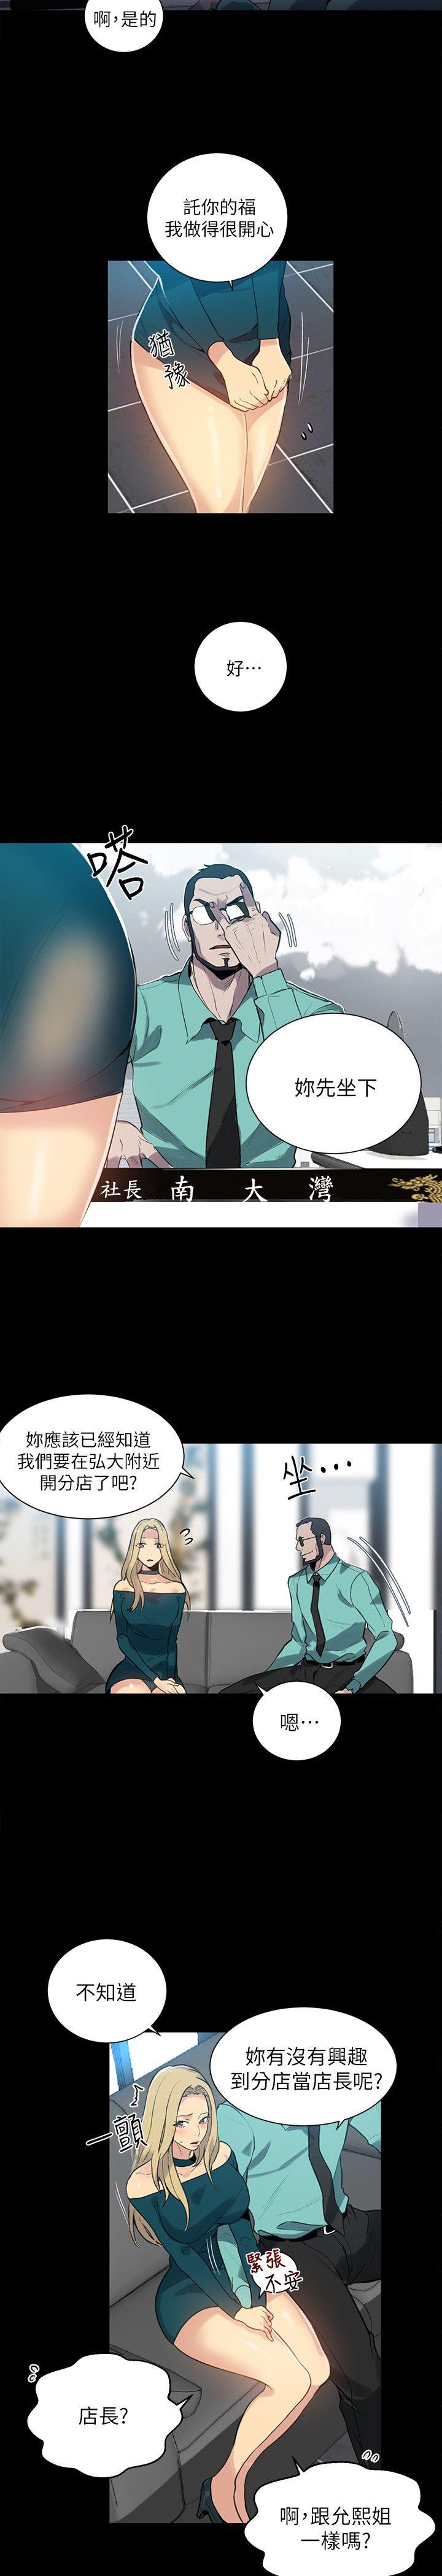 啊，是的
託你的福
我做得很開心
猶
豫
好…
嗒
妳先坐下
社長 南大灣
妳應該已經知道
我們要在弘大附近
開分店了吧?
坐…
嗯…
不知道
妳有沒有興趣
到分店當店長呢?
一顫
緊張
不安
店長?
啊，跟允熙姐
一樣嗎?